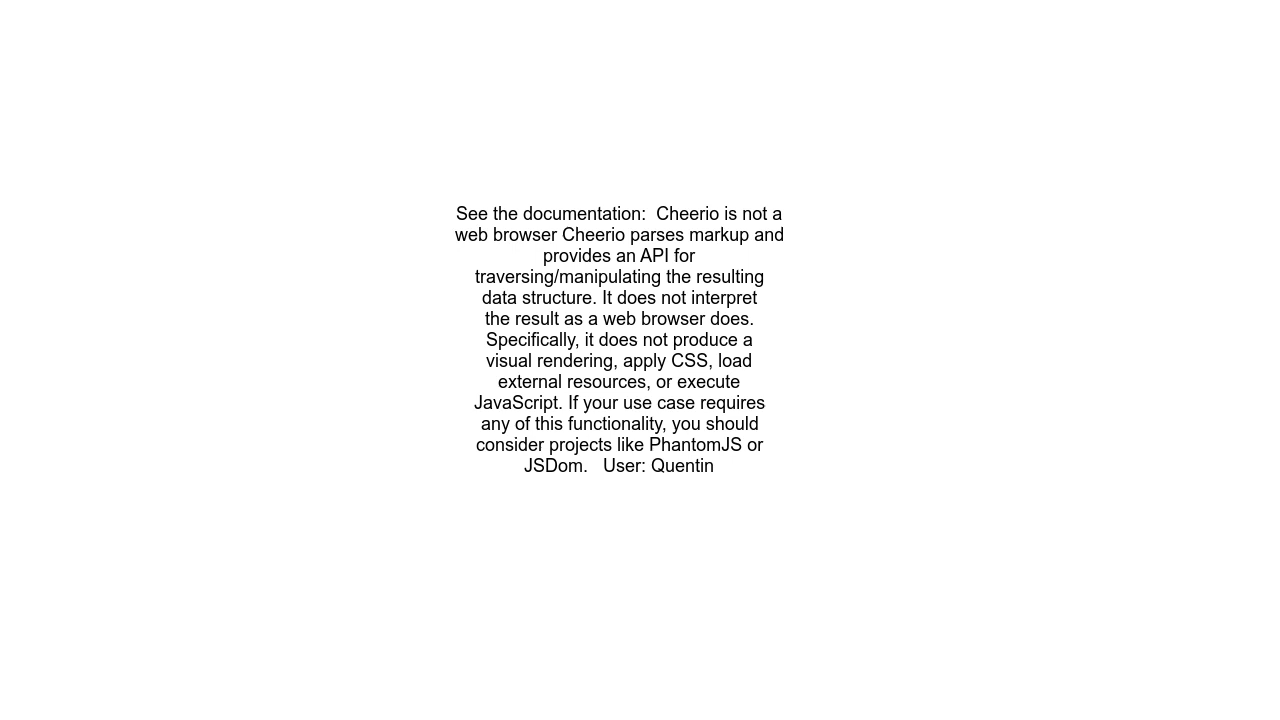 See the documentation:  Cheerio is not a
web browser Cheerio parses markup and
provides an API for
traversing/manipulating the resulting
data structure. It does not interpret
the result as a web browser does.
Specifically, it does not produce a
visual rendering, apply CSS, load
external resources, or execute
JavaScript. If your use case requires
any of this functionality, you should
consider projects like PhantomJS or
JSDom.   User: Quentin